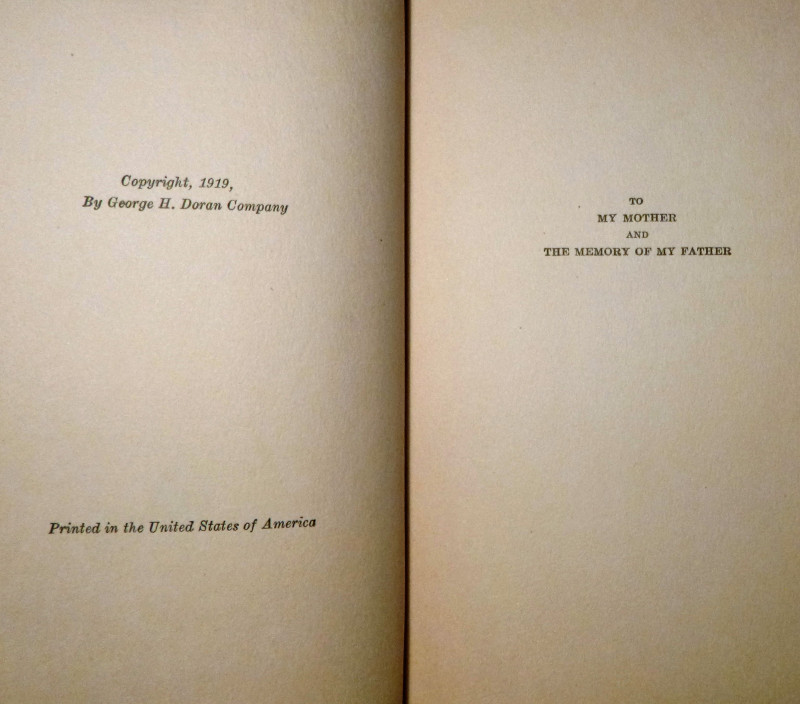 Copyright, 1919,
By George H. Doran Company
Printed in the United States of America
TO
MY MOTHER
AND
THE MEMORY OF MY FATHER